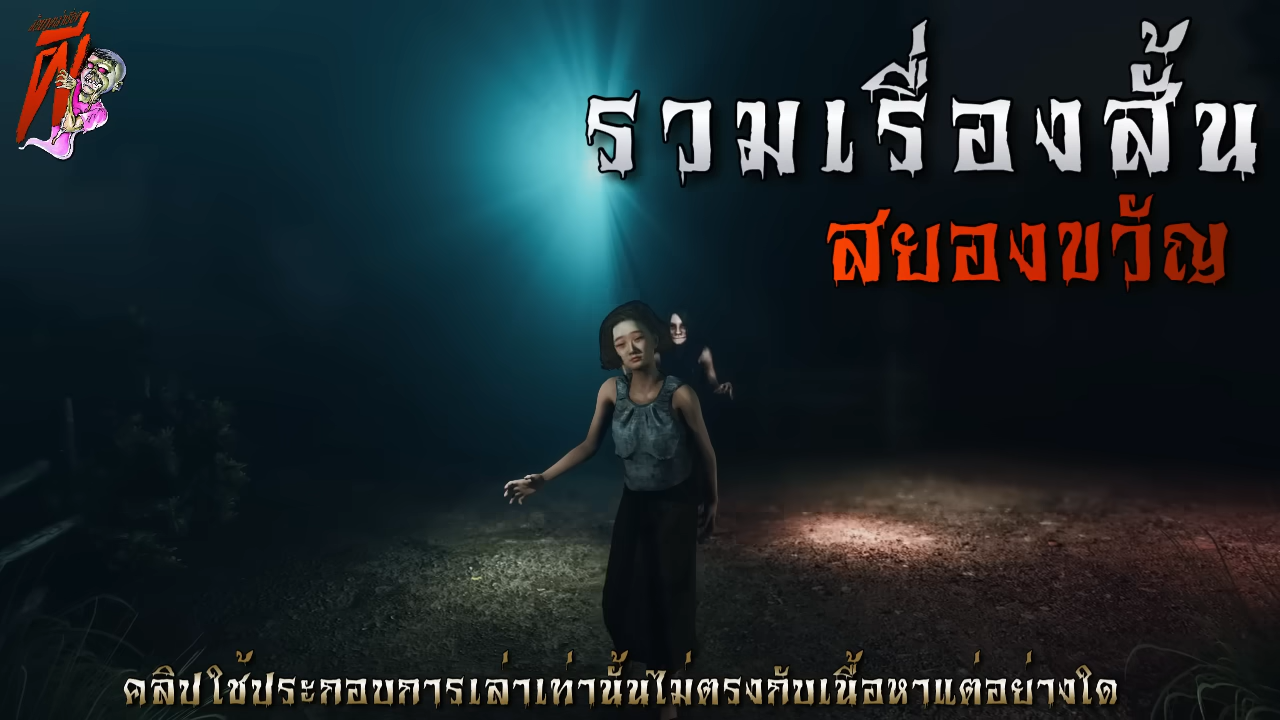 ผี
รวมเรื่องสั้น
สยองขวัญ
คลิปใช้ประกอบการเล่าเท่านั้นไม่ตรงกับเนื้อหาแต่อย่างใด